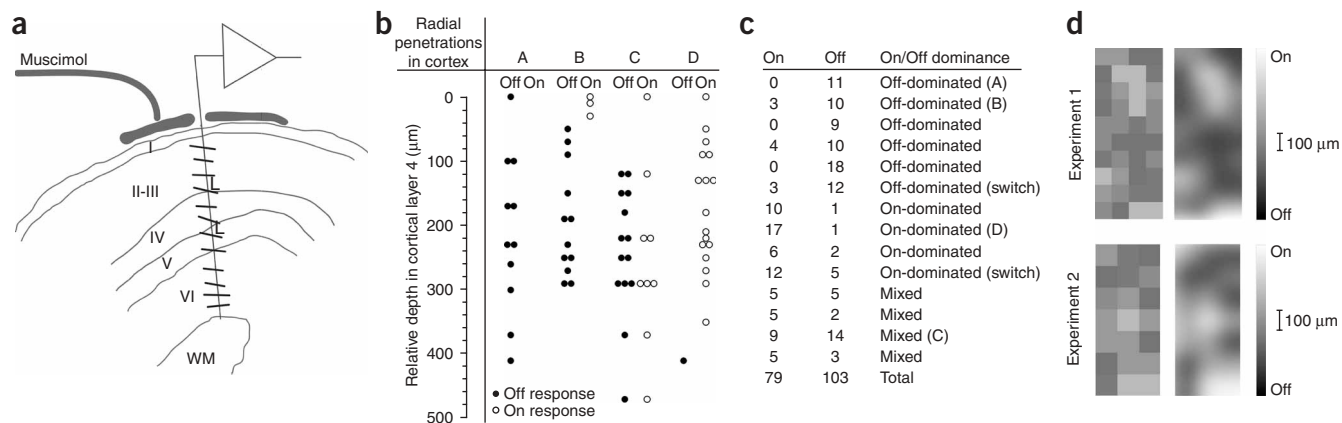 a
Muscimol
I
II-III
L
IV
L
V
VI
WM
b
Radial penetrations in cortex
A B C D
Off On Off On Off On Off On
Relative depth in cortical layer 4 (μm)
0
100
200
300
400
500
Off response
On response
c
On Off On/Off dominance
0 11 Off-dominated (A)
3 10 Off-dominated (B)
0 9 Off-dominated
4 10 Off-dominated
0 18 Off-dominated
3 12 Off-dominated (switch)
10 1 On-dominated
17 1 On-dominated (D)
6 2 On-dominated
12 5 On-dominated (switch)
5 5 Mixed
5 2 Mixed
9 14 Mixed (C)
5 3 Mixed
79 103 Total
d
Experiment 1
On
100 μm
Off
Experiment 2
On
100 μm
Off